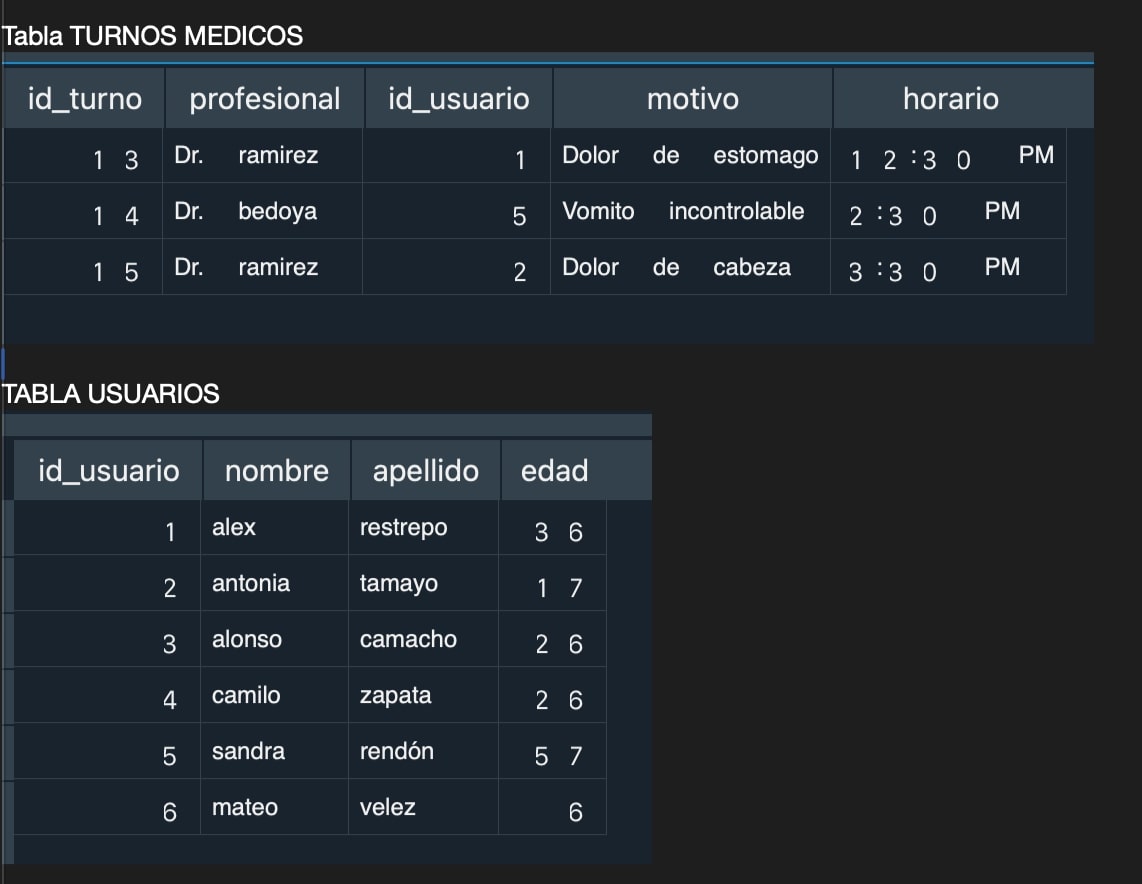 Tabla TURNOS MEDICOS
id_turno profesional id_usuario motivo horario
13 Dr. ramirez 1 Dolor de estomago 12:30 PM
14 Dr. bedoya 5 Vomito incontrolable 2:30 PM
15 Dr. ramirez 2 Dolor de cabeza 3:30 PM
TABLA USUARIOS
id_usuario nombre apellido edad
1 alex restrepo 36
2 antonia tamayo 17
3 alonso camacho 26
4 camilo zapata 26
5 sandra rendón 57
6 mateo velez 6